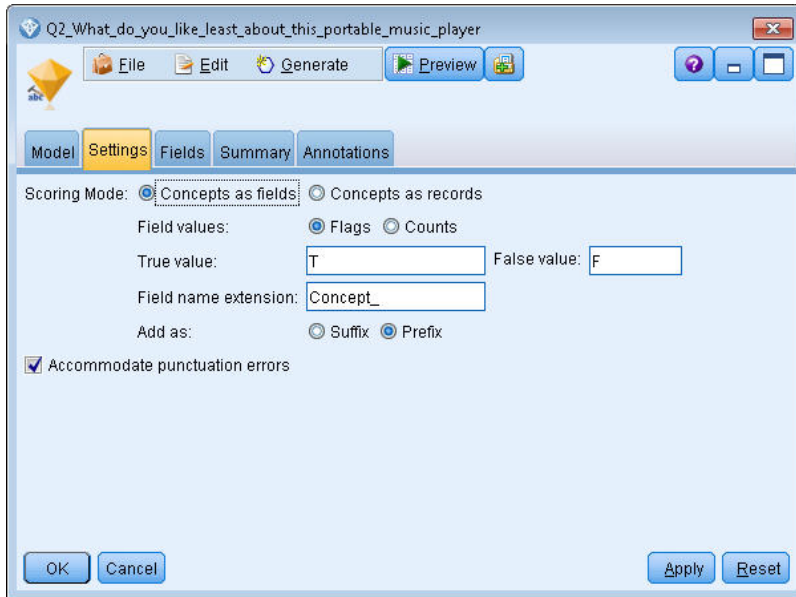 Q2_What_do_you_like_least_about_this_portable_music_player
File Edit Generate Preview
abc
Model Settings Fields Summary Annotations
Scoring Mode: Concepts as fields Concepts as records
Field values: Flags Counts
True value: T False value: F
Field name extension: Concept_
Add as: Suffix Prefix
Accommodate punctuation errors
OK Cancel Apply Reset